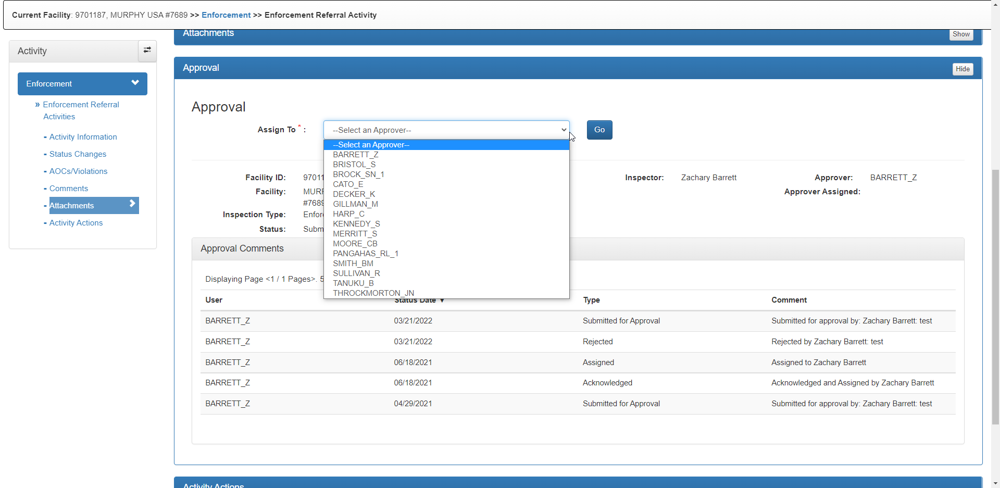 Current Facility: 9701187, MURPHY USA #7689 >> Enforcement >> Enforcement Referral Activity
Attachments
Show
Activity
Enforcement
» Enforcement Referral
Activities
- Activity Information
- Status Changes
- AOCs/Violations
- Comments
- Attachments
- Activity Actions
Approval
Hide
Approval
Assign To * :
--Select an Approver--
Go
--Select an Approver--
BARRETT_Z
BRISTOL_S
BROCK_SN_1
CATO_E
DECKER_K
GILLMAN_M
HARP_C
KENNEDY_S
MERRITT_S
MOORE_CB
PANGAHAS_RL_1
SMITH_BM
SULLIVAN_R
TANUKU_B
THROCKMORTON_JN
Facility ID: 9701
Inspector: Zachary Barrett
Approver: BARRETT_Z
Facility: MUR
#7689
Approver Assigned:
Inspection Type: Enfor
Status: Subm
Approval Comments
Displaying Page <1 / 1 Pages>. 5
User Status Date ▼ Type Comment
BARRETT_Z 03/21/2022 Submitted for Approval Submitted for approval by: Zachary Barrett: test
BARRETT_Z 03/21/2022 Rejected Rejected by Zachary Barrett: test
BARRETT_Z 06/18/2021 Assigned Assigned to Zachary Barrett
BARRETT_Z 06/18/2021 Acknowledged Acknowledged and Assigned by Zachary Barrett
BARRETT_Z 04/29/2021 Submitted for Approval Submitted for approval by: Zachary Barrett: test
Activity Actions